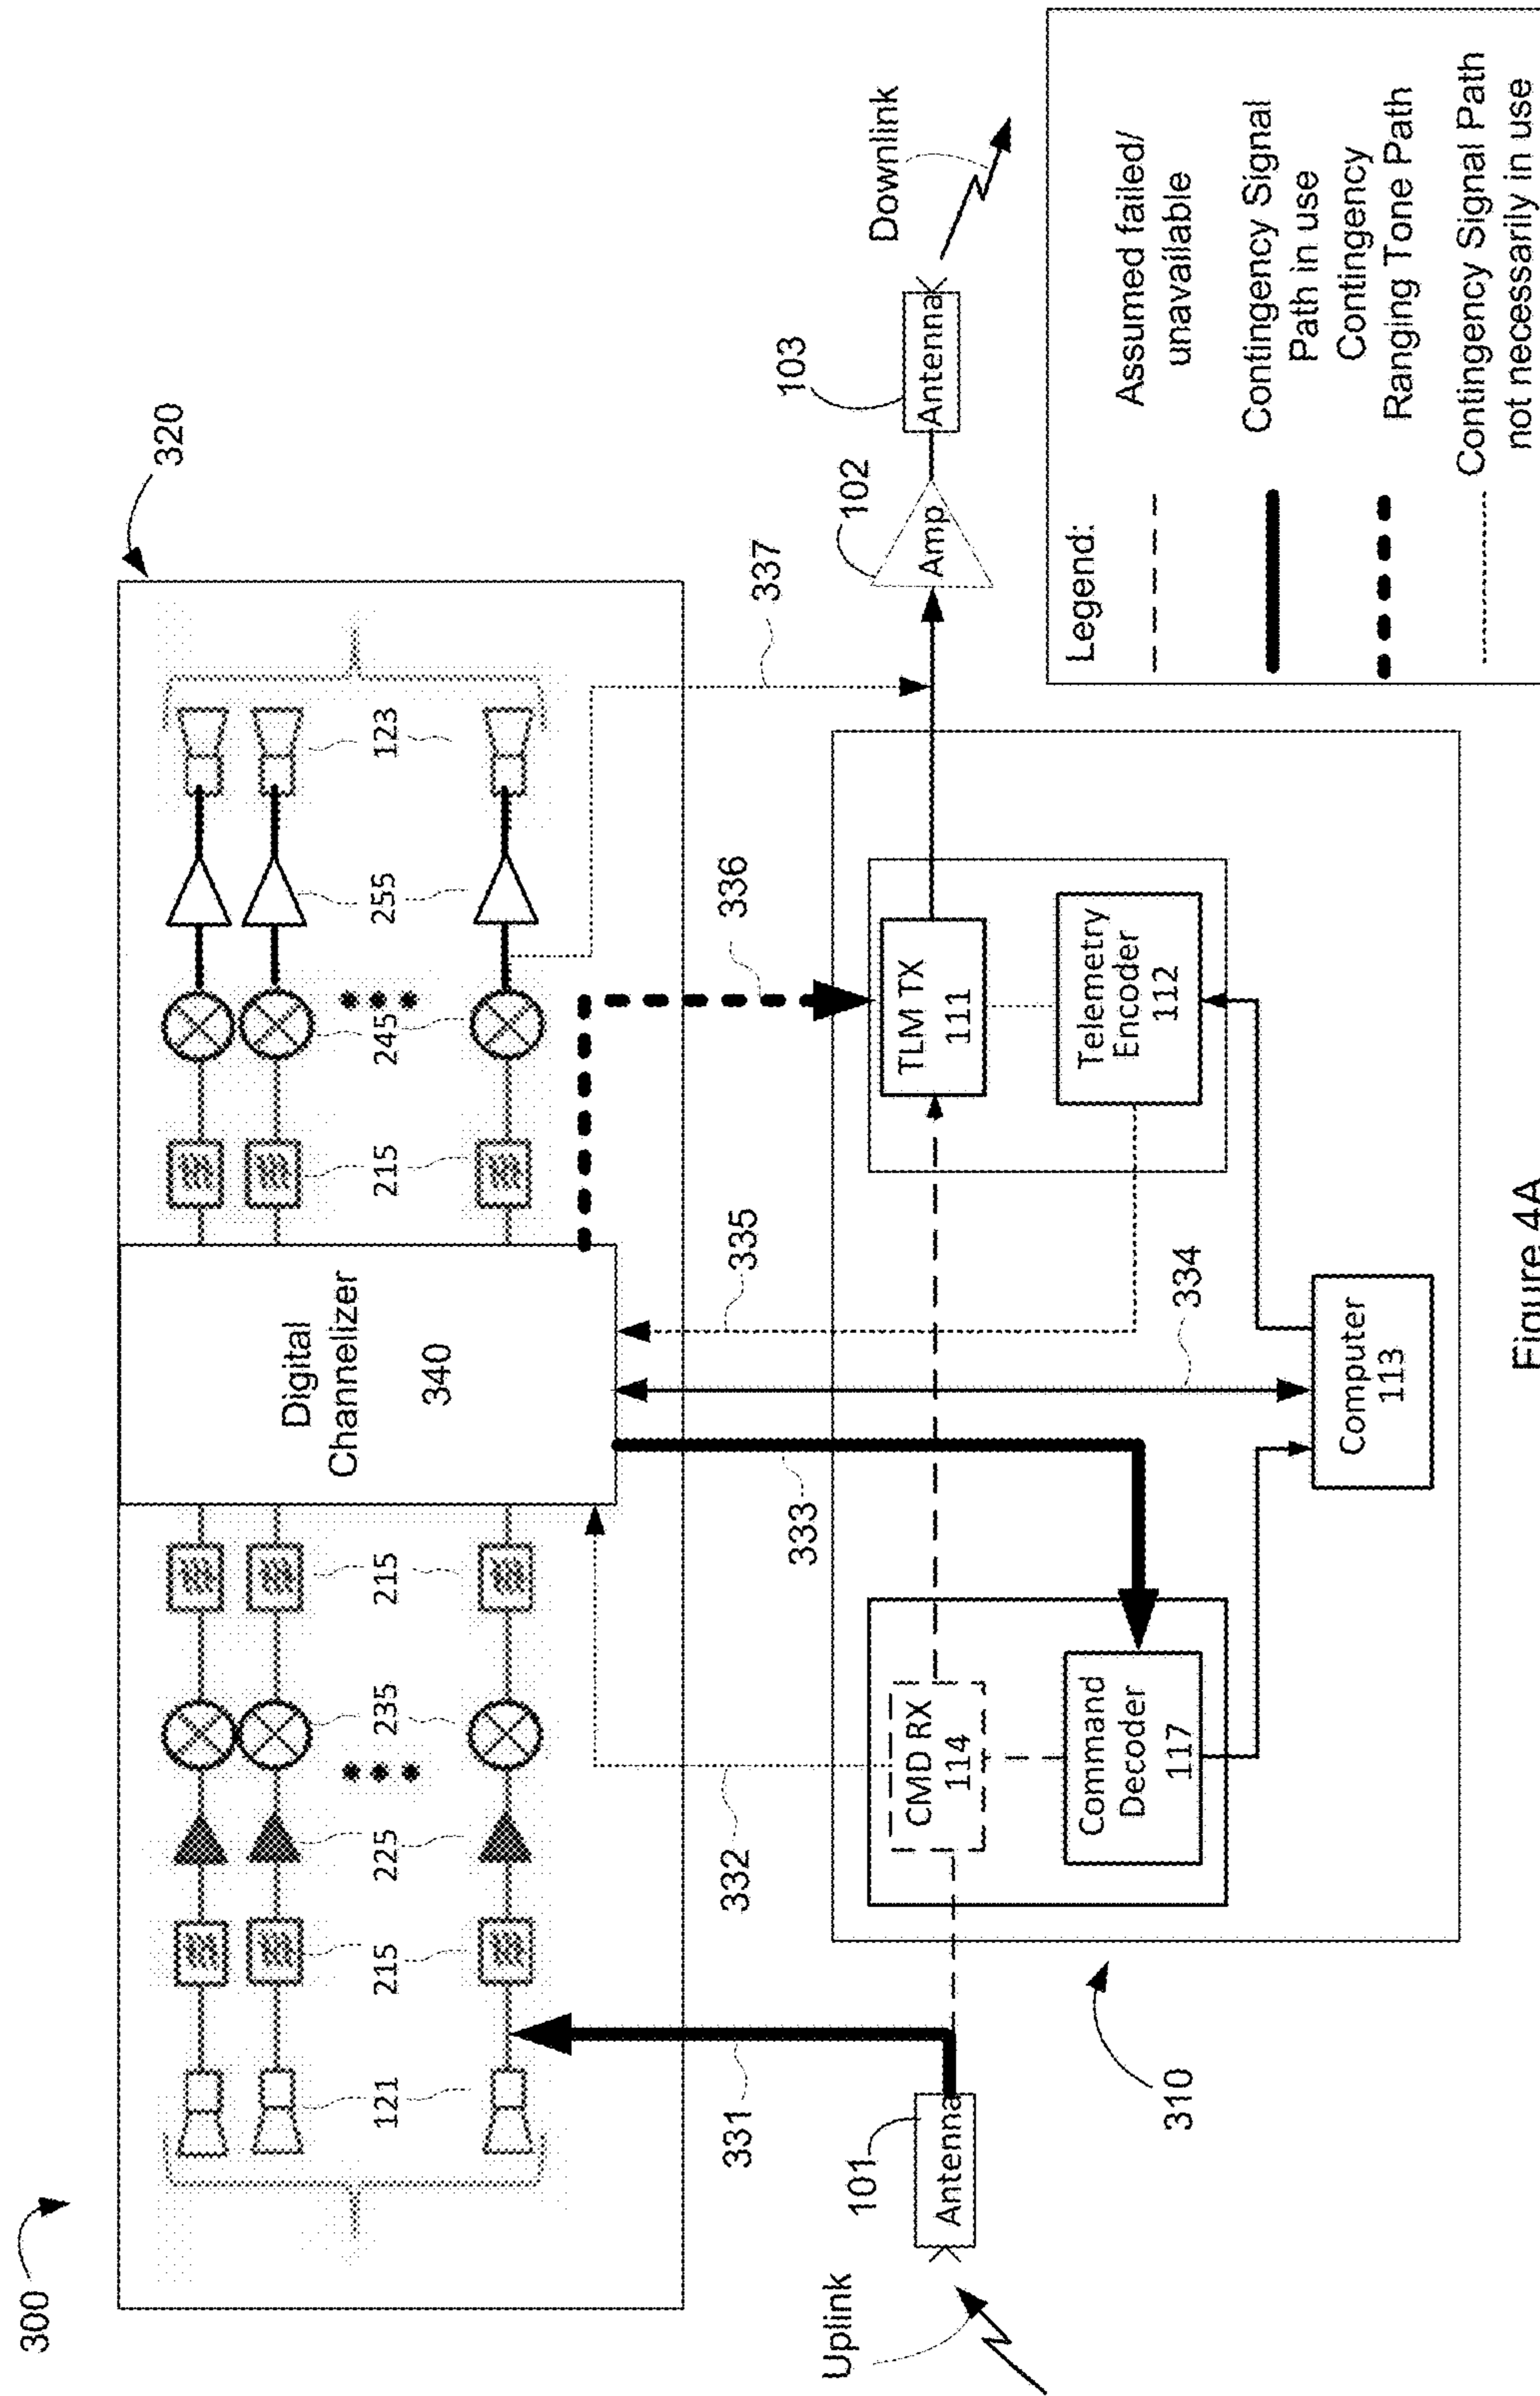 300
320
Digital
Channelizer
340
121
215
225
235
215
215
245
255
123
331
332
333
334
335
336
337
Uplink
101
Antenna
310
CMD RX
114
Command
Decoder
117
Computer
113
TLM TX
111
Telemetry
Encoder
112
102
Amp
103
Antenna
Downlink
Legend:
Assumed failed/
unavailable
Contingency Signal
Path in use
Contingency
Ranging Tone Path
Contingency Signal Path
not necessarily in use
Figure 4A